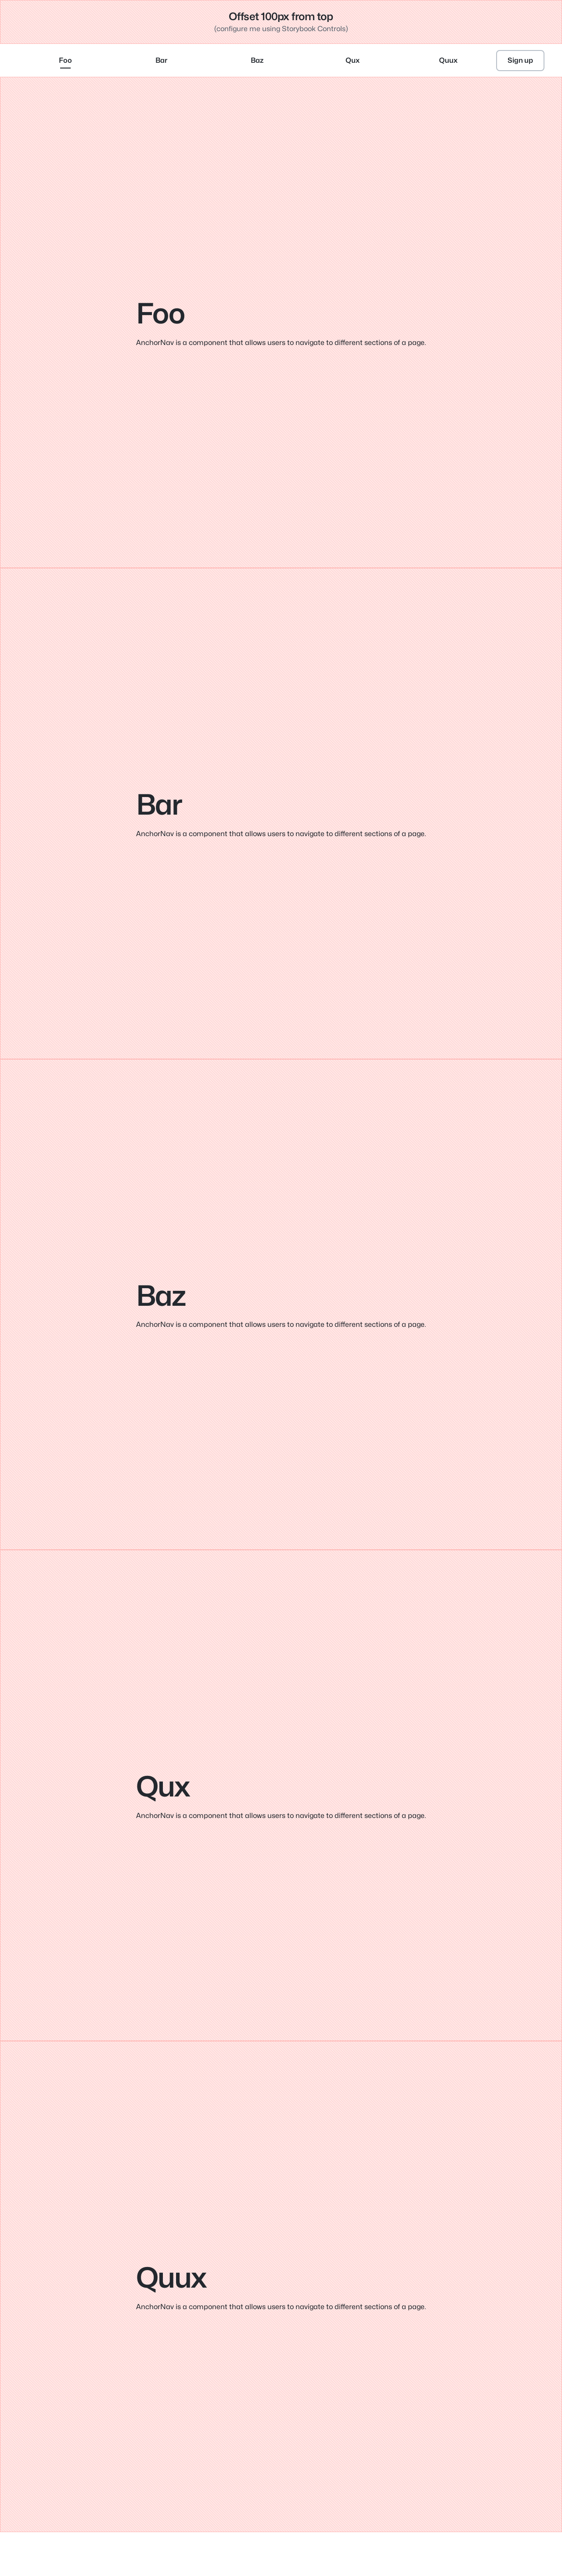 Offset 100px from top
(configure me using Storybook Controls)
Foo
Bar
Baz
Qux
Quux
Sign up
Foo
AnchorNav is a component that allows users to navigate to different sections of a page.
Bar
AnchorNav is a component that allows users to navigate to different sections of a page.
Baz
AnchorNav is a component that allows users to navigate to different sections of a page.
Qux
AnchorNav is a component that allows users to navigate to different sections of a page.
Quux
AnchorNav is a component that allows users to navigate to different sections of a page.